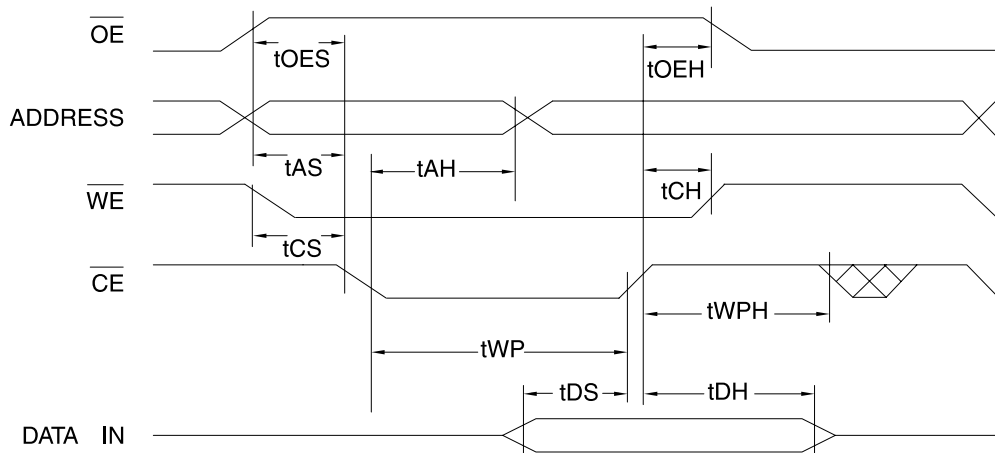 OE
tOES
tOEH
ADDRESS
tAS
tAH
tCH
WE
tCS
CE
tWPH
tWP
tDS
tDH
DATA IN